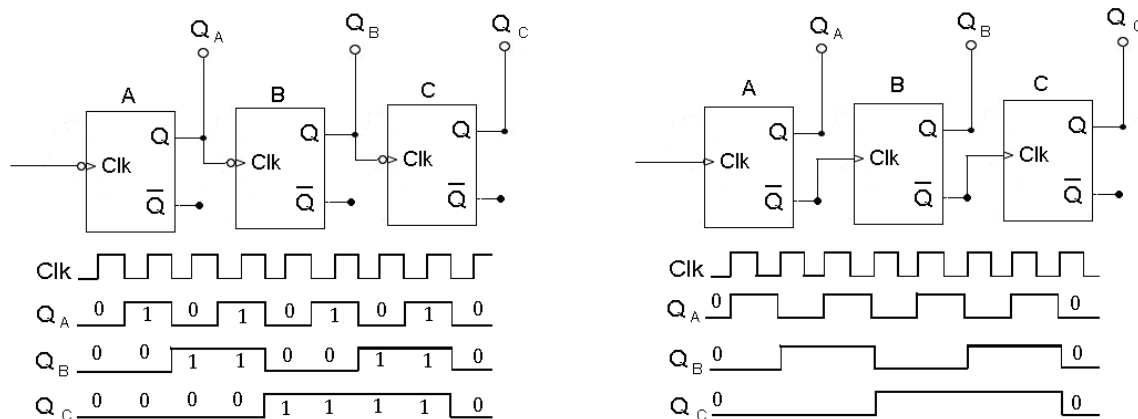 Q A
Q B
Q C
A
B
C
Q
Clk
Q̅
Q
Clk
Q̅
Q
Clk
Q̅
Clk
Q A 0 1 0 1 0 1 0 1 0
Q B 0 0 1 1 0 0 1 1 0
Q C 0 0 0 0 1 1 1 1 0
Q A
Q B
Q C
A
B
C
Q
Clk
Q̅
Q
Clk
Q̅
Q
Clk
Q̅
Clk
Q A 0 0
Q B 0 0
Q C 0 0